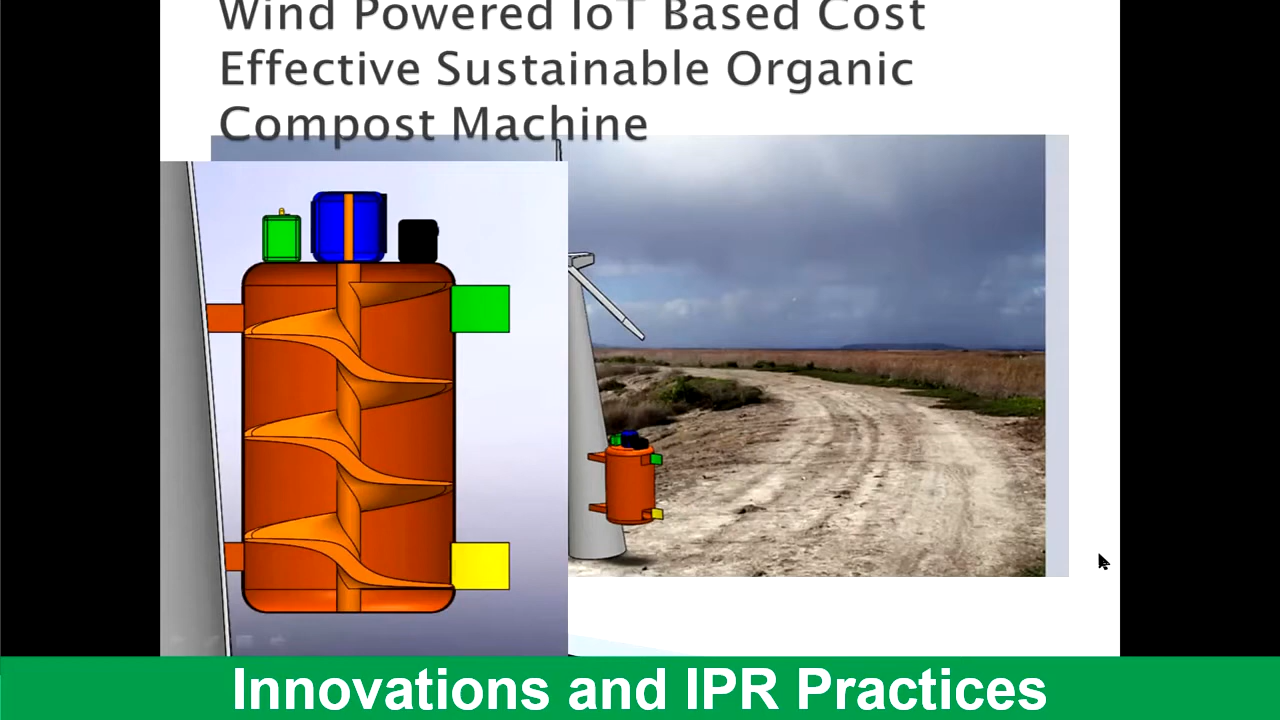 Wind Powered IoT Based Cost
Effective Sustainable Organic
Compost Machine
Innovations and IPR Practices